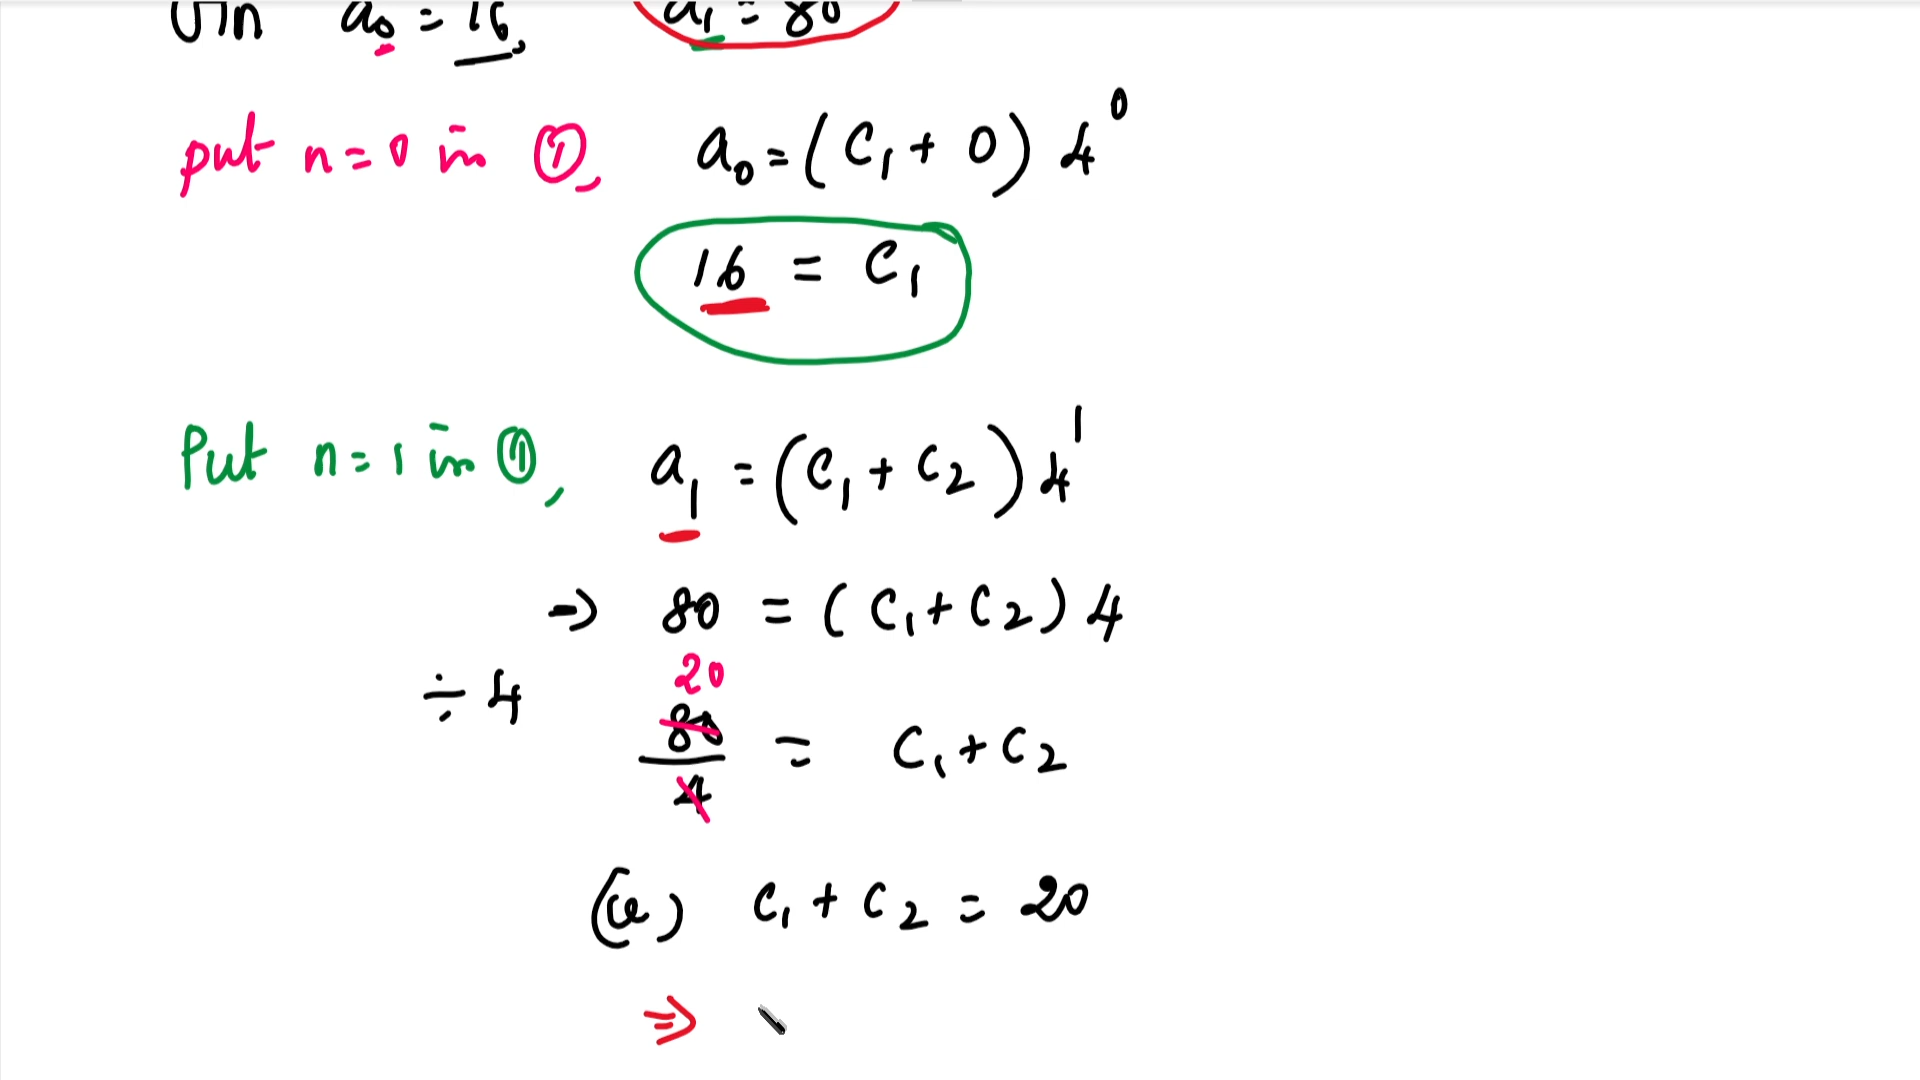 Gn a₀ = 16, a₁ = 80
put n=0 in ①, a₀ = (C₁ + 0) 4⁰
16 = C₁
Put n=1 in ①, a₁ = (C₁ + C₂) 4¹
⇒ 80 = (C₁ + C₂) 4
÷ 4 20
80/4 = C₁ + C₂
(ie) C₁ + C₂ = 20
⇒